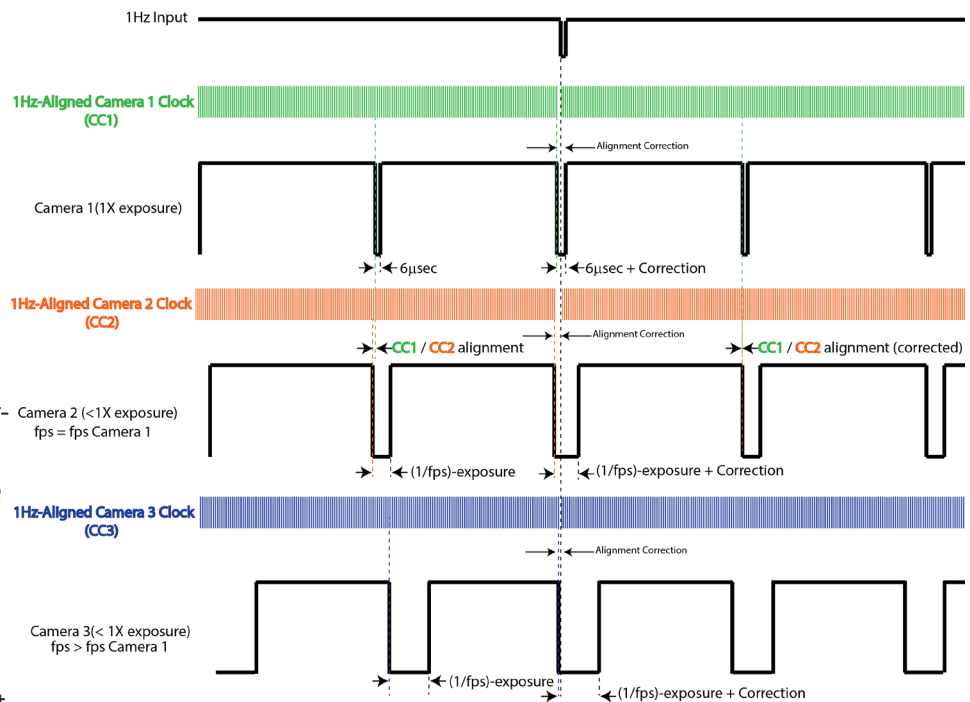 1Hz Input
1Hz-Aligned Camera 1 Clock
(CC1)
Alignment Correction
Camera 1(1X exposure)
6μsec
6μsec + Correction
1Hz-Aligned Camera 2 Clock
(CC2)
Alignment Correction
CC1 / CC2 alignment
CC1 / CC2 alignment (corrected)
Camera 2 (<1X exposure)
fps = fps Camera 1
(1/fps)-exposure
(1/fps)-exposure + Correction
1Hz-Aligned Camera 3 Clock
(CC3)
Alignment Correction
Camera 3(< 1X exposure)
fps > fps Camera 1
(1/fps)-exposure
(1/fps)-exposure + Correction